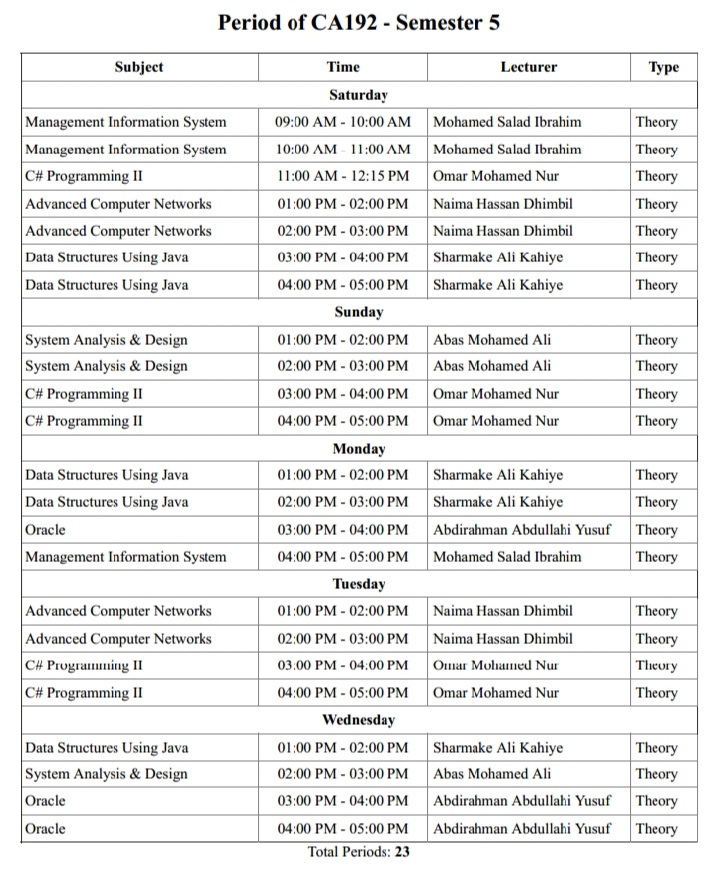 Period of CA192 - Semester 5
Subject Time Lecturer Type
Saturday
Management Information System 09:00 AM - 10:00 AM Mohamed Salad Ibrahim Theory
Management Information System 10:00 AM - 11:00 AM Mohamed Salad Ibrahim Theory
C# Programming II 11:00 AM - 12:15 PM Omar Mohamed Nur Theory
Advanced Computer Networks 01:00 PM - 02:00 PM Naima Hassan Dhimbil Theory
Advanced Computer Networks 02:00 PM - 03:00 PM Naima Hassan Dhimbil Theory
Data Structures Using Java 03:00 PM - 04:00 PM Sharmake Ali Kahiye Theory
Data Structures Using Java 04:00 PM - 05:00 PM Sharmake Ali Kahiye Theory
Sunday
System Analysis & Design 01:00 PM - 02:00 PM Abas Mohamed Ali Theory
System Analysis & Design 02:00 PM - 03:00 PM Abas Mohamed Ali Theory
C# Programming II 03:00 PM - 04:00 PM Omar Mohamed Nur Theory
C# Programming II 04:00 PM - 05:00 PM Omar Mohamed Nur Theory
Monday
Data Structures Using Java 01:00 PM - 02:00 PM Sharmake Ali Kahiye Theory
Data Structures Using Java 02:00 PM - 03:00 PM Sharmake Ali Kahiye Theory
Oracle 03:00 PM - 04:00 PM Abdirahman Abdullahi Yusuf Theory
Management Information System 04:00 PM - 05:00 PM Mohamed Salad Ibrahim Theory
Tuesday
Advanced Computer Networks 01:00 PM - 02:00 PM Naima Hassan Dhimbil Theory
Advanced Computer Networks 02:00 PM - 03:00 PM Naima Hassan Dhimbil Theory
C# Programming II 03:00 PM - 04:00 PM Omar Mohamed Nur Theory
C# Programming II 04:00 PM - 05:00 PM Omar Mohamed Nur Theory
Wednesday
Data Structures Using Java 01:00 PM - 02:00 PM Sharmake Ali Kahiye Theory
System Analysis & Design 02:00 PM - 03:00 PM Abas Mohamed Ali Theory
Oracle 03:00 PM - 04:00 PM Abdirahman Abdullahi Yusuf Theory
Oracle 04:00 PM - 05:00 PM Abdirahman Abdullahi Yusuf Theory
Total Periods: 23